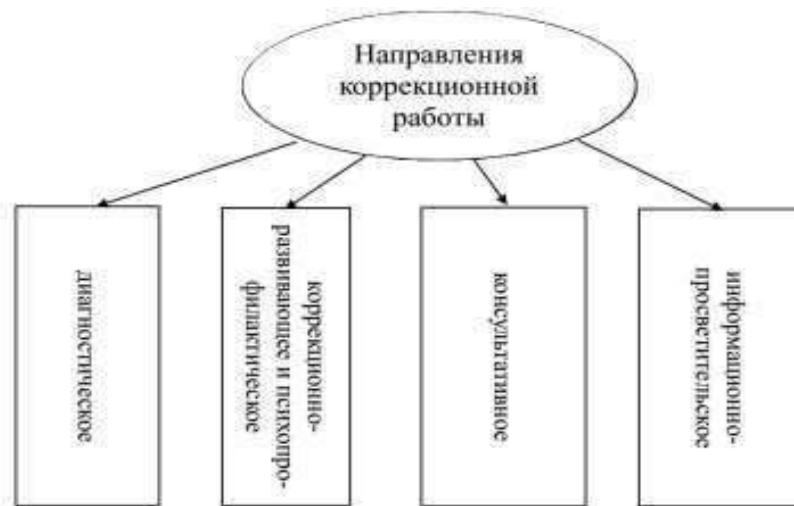 Направления
коррекционной
работы
диагностическое
коррекционно-
развивающее и психопро-
филактическое
консультативное
информационно-
просветительское